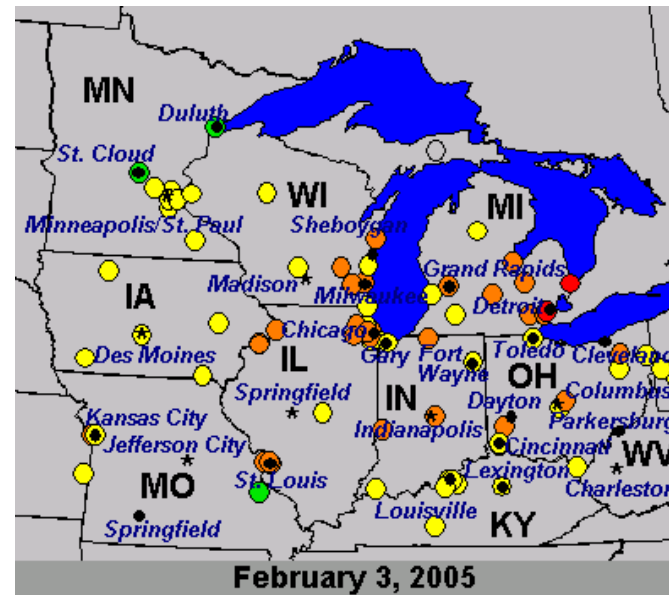 MN
Duluth
St. Cloud
WI
Minneapolis/St. Paul
Sheboygan
MI
Madison
Milwaukee
Grand Rapids
IA
Detroit
Des Moines
Chicago
Gary
Fort Wayne
Toledo
Cleveland
IL
Springfield
IN
OH
Dayton
Columbus
Kansas City
Indianapolis
Parkersburg
Jefferson City
Cincinnati
WV
St. Louis
Lexington
Charleston
MO
Louisville
Springfield
KY
February 3, 2005